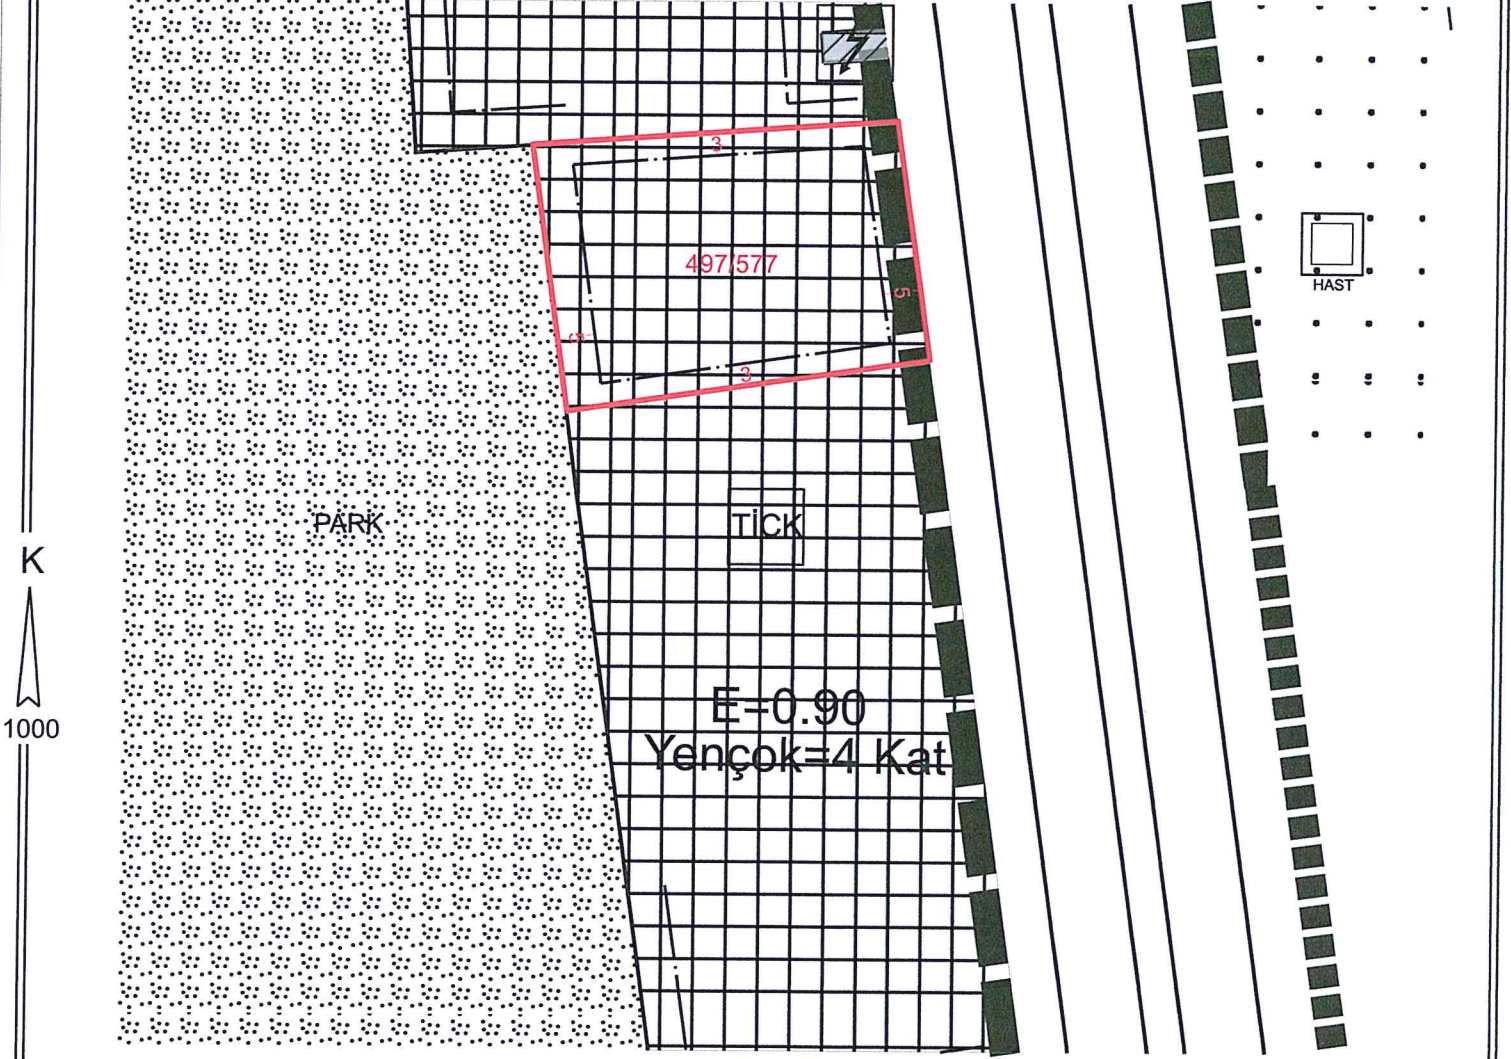 3
497/577
5
HAST
5
3
PARK
TİCK
K
E=0.90
1000
Yençok=4 Kat